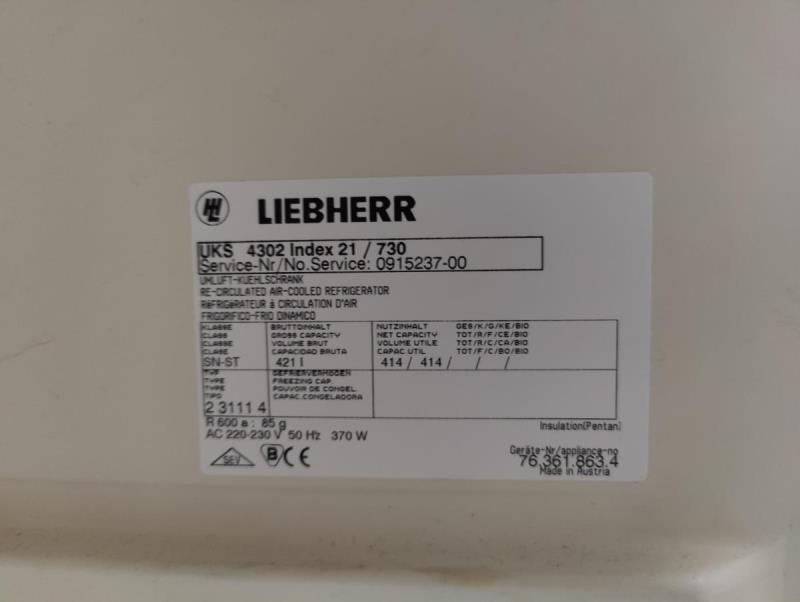 HL LIEBHERR
UKS 4302 Index 21 / 730
Service-Nr/No.Service: 0915237-00
UMLUFT-KUEHLSCHRANK
RE-CIRCULATED AIR-COOLED REFRIGERATOR
RéFRIGéRATEUR à CIRCULATION D'AIR
FRIGORIFICO-FRIO DINAMICO
KLASSE BRUTTOINHALT NUTZINHALT GES/K/G/KE/BIO
CLASS GROSS CAPACITY NET CAPACITY TOT/R/F/CE/BIO
CLASSE VOLUME BRUT VOLUME UTILE TOT/R/C/CA/BIO
CLASE CAPACIDAD BRUTA CAPAC UTIL TOT/F/C/BO/BIO
SN-ST 421 l 414 / 414 / / /
TYP GEFRIERVERMOGEN
TYPE FREEZING CAP.
TYPE POUVOIR DE CONGEL.
TIPO CAPAC.CONGELADORA
2 3111 4
R 600 a : 85 g Insulation(Pentan)
AC 220-230 V 50 Hz 370 W
SEV B CE
Geräte-Nr/appliance-no
76.361.863.4
Made in Austria